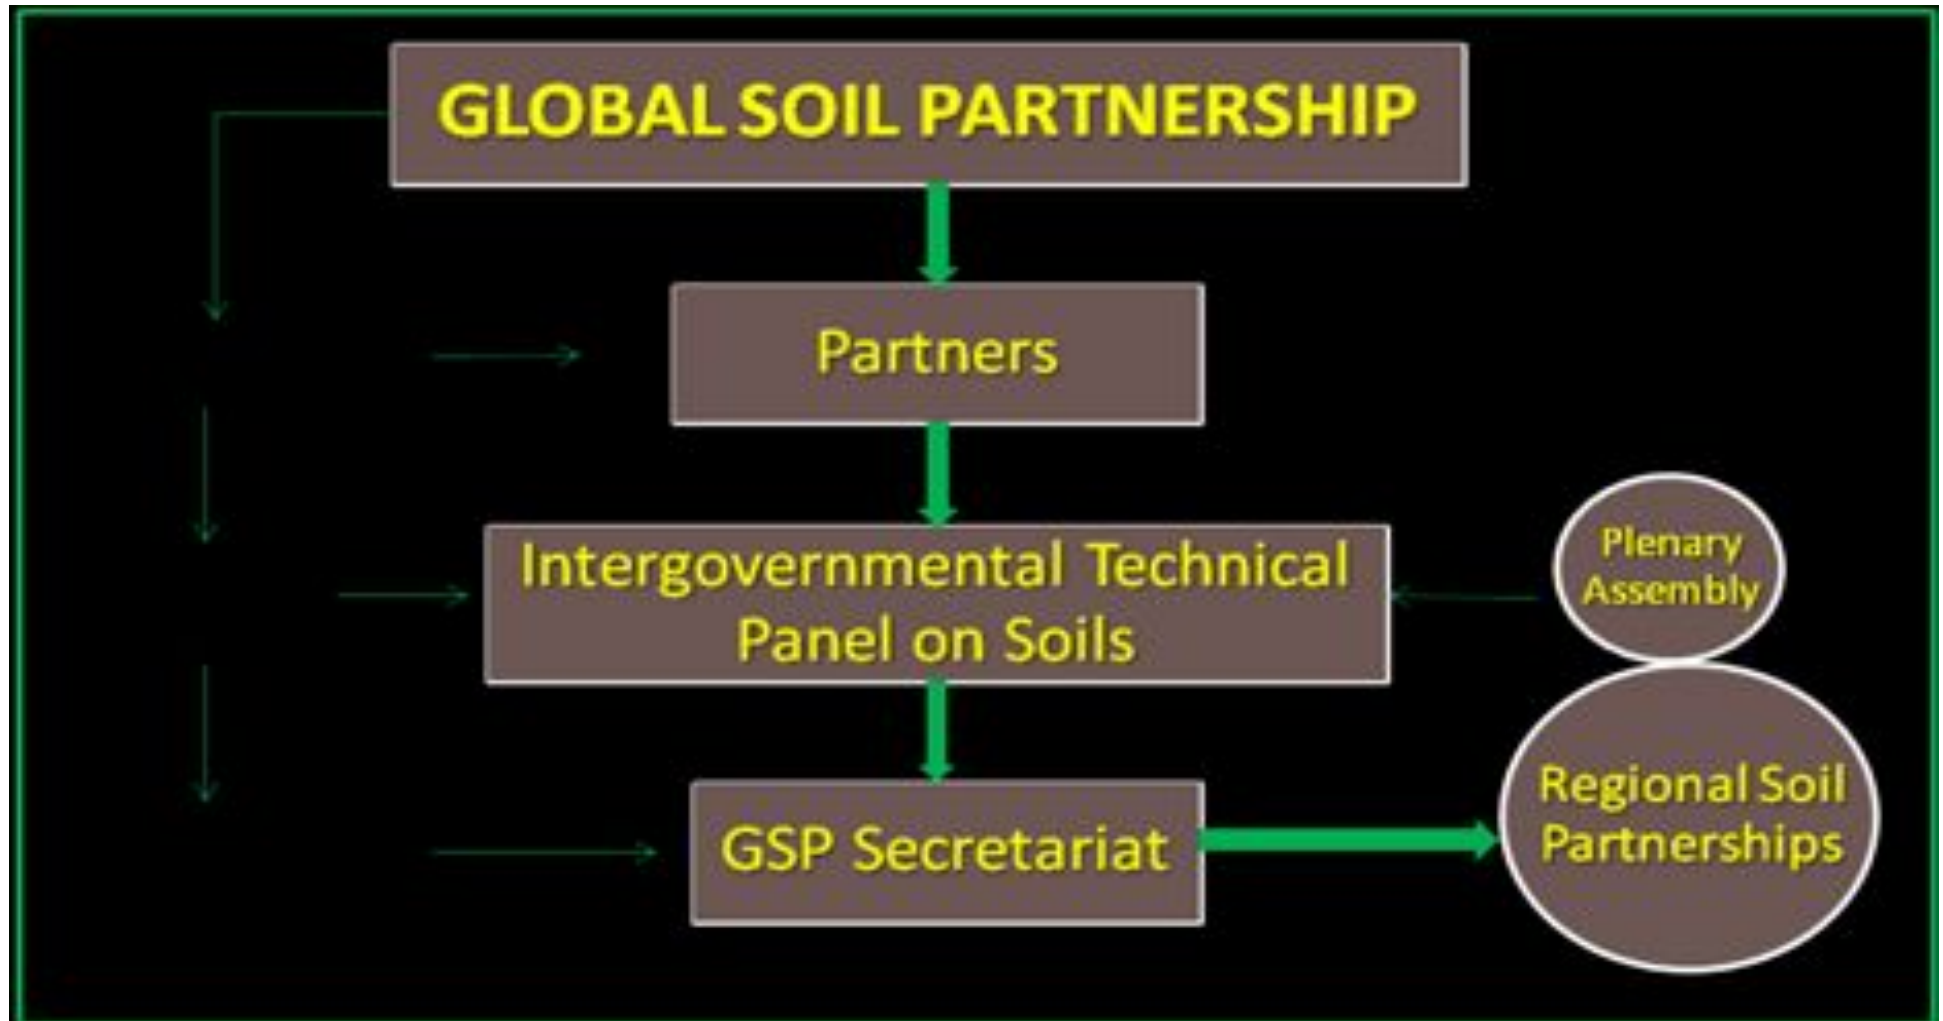 GLOBAL SOIL PARTNERSHIP
Partners
Intergovernmental Technical
Panel on Soils
Plenary
Assembly
GSP Secretariat
Regional Soil
Partnerships